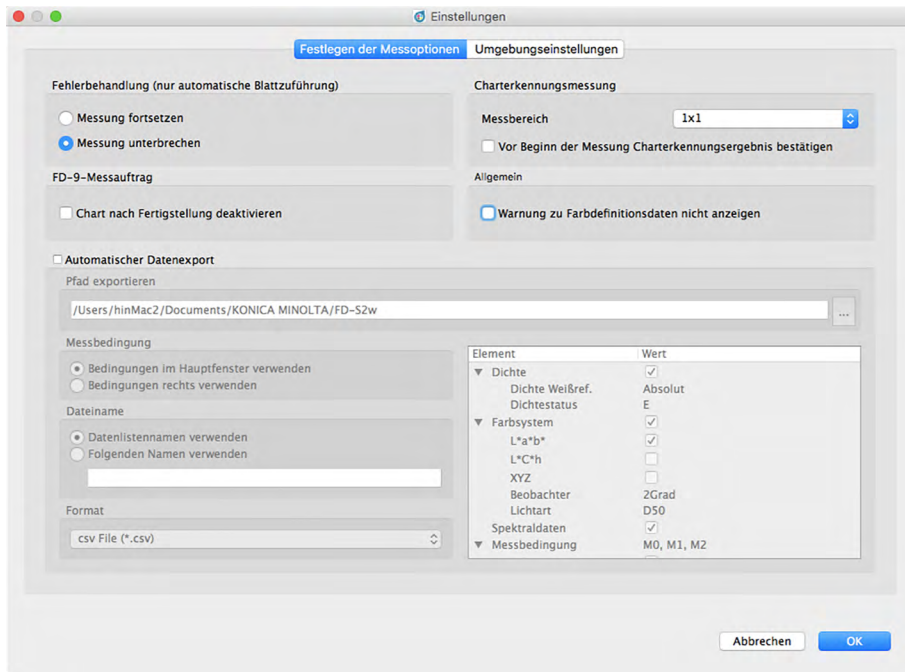 Einstellungen
Festlegen der Messoptionen
Umgebungseinstellungen
Fehlerbehandlung (nur automatische Blattzuführung)
Messung fortsetzen
Messung unterbrechen
Charterkennungsmessung
Messbereich
1x1
Vor Beginn der Messung Charterkennungsergebnis bestätigen
FD-9-Messauftrag
Chart nach Fertigstellung deaktivieren
Allgemein
Warnung zu Farbdefinitionsdaten nicht anzeigen
Automatischer Datenexport
Pfad exportieren
/Users/hinMac2/Documents/KONICA MINOLTA/FD-S2w
...
Messbedingung
Bedingungen im Hauptfenster verwenden
Bedingungen rechts verwenden
Dateiname
Datenlistennamen verwenden
Folgenden Namen verwenden
Format
csv File (*.csv)
Element Wert
Dichte
Dichte Weißref. Absolut
Dichtestatus E
Farbsystem
L*a*b*
L*C*h
XYZ
Beobachter 2Grad
Lichtart D50
Spektraldaten
Messbedingung M0, M1, M2
Abbrechen
OK